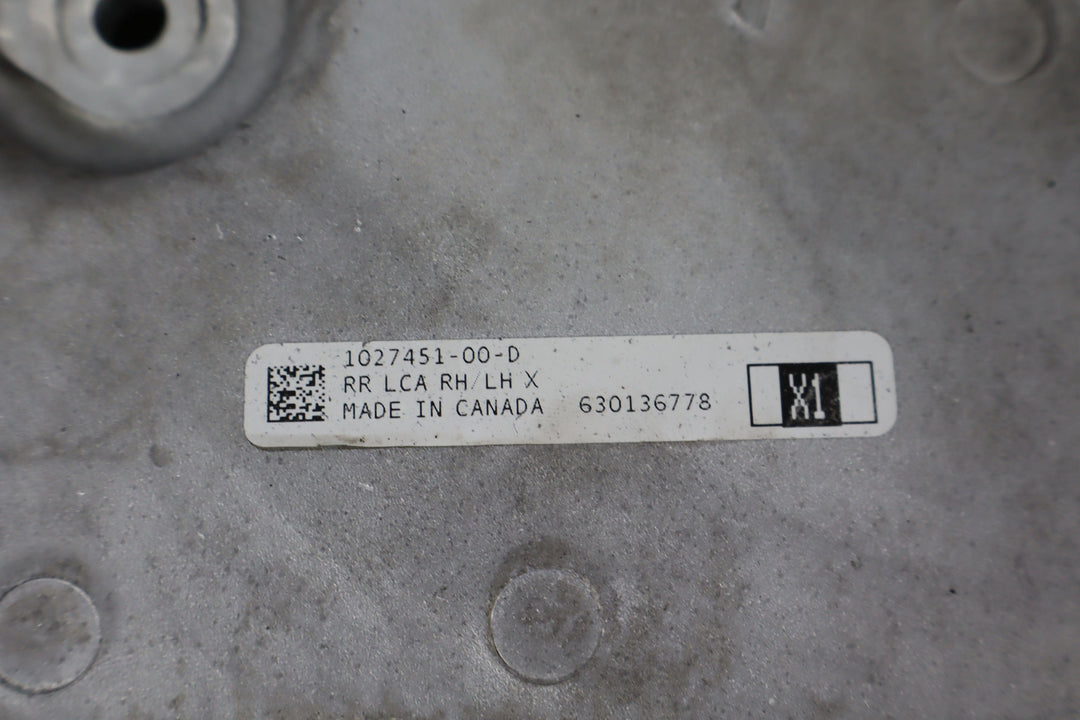 1027451-00-D
RR LCA RH/LH X
MADE IN CANADA 630136778
X1